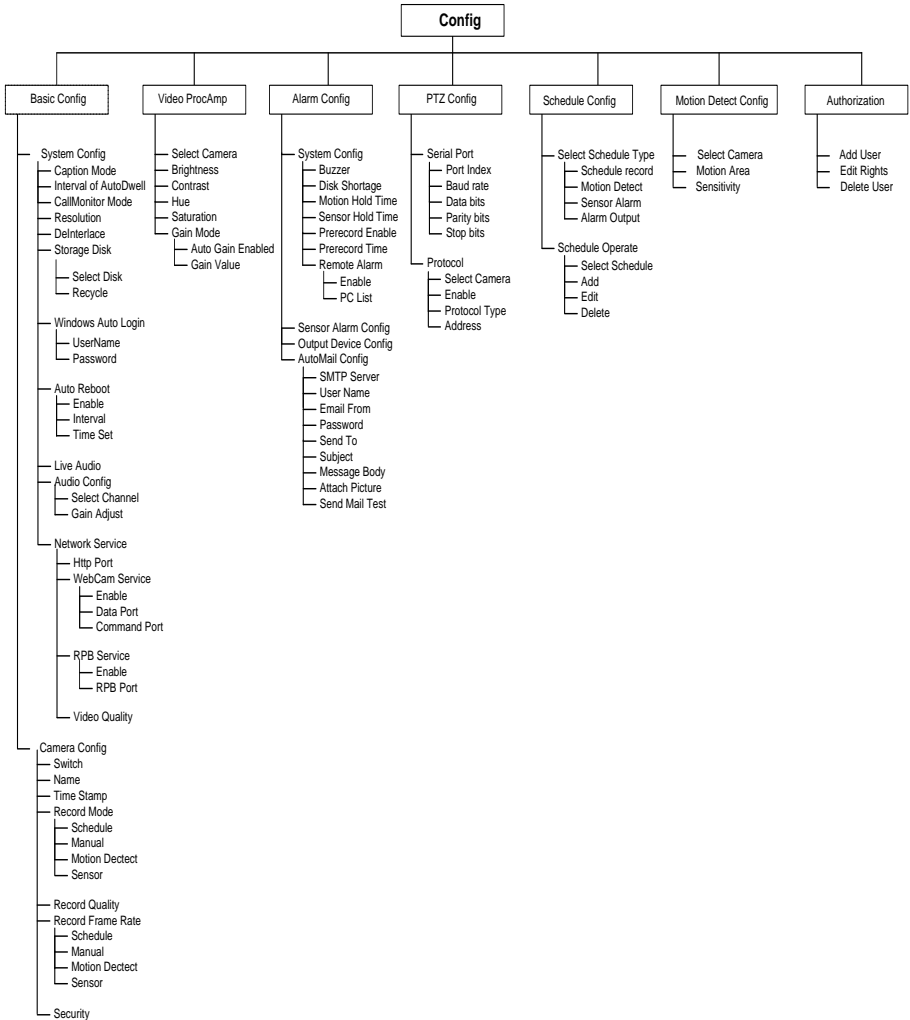 Config
Basic Config
System Config
Caption Mode
Interval of AutoDwell
CallMonitor Mode
Resolution
DeInterlace
Storage Disk
Select Disk
Recycle
Windows Auto Login
UserName
Password
Auto Reboot
Enable
Interval
Time Set
Live Audio
Audio Config
Select Channel
Gain Adjust
Network Service
Http Port
WebCam Service
Enable
Data Port
Command Port
RPB Service
Enable
RPB Port
Video Quality
Camera Config
Switch
Name
Time Stamp
Record Mode
Schedule
Manual
Motion Dectect
Sensor
Record Quality
Record Frame Rate
Schedule
Manual
Motion Dectect
Sensor
Security
Video ProcAmp
Select Camera
Brightness
Contrast
Hue
Saturation
Gain Mode
Auto Gain Enabled
Gain Value
Alarm Config
System Config
Buzzer
Disk Shortage
Motion Hold Time
Sensor Hold Time
Prerecord Enable
Prerecord Time
Remote Alarm
Enable
PC List
Sensor Alarm Config
Output Device Config
AutoMail Config
SMTP Server
User Name
Email From
Password
Send To
Subject
Message Body
Attach Picture
Send Mail Test
PTZ Config
Serial Port
Port Index
Baud rate
Data bits
Parity bits
Stop bits
Protocol
Select Camera
Enable
Protocol Type
Address
Schedule Config
Select Schedule Type
Schedule record
Motion Detect
Sensor Alarm
Alarm Output
Schedule Operate
Select Schedule
Add
Edit
Delete
Motion Detect Config
Select Camera
Motion Area
Sensitivity
Authorization
Add User
Edit Rights
Delete User